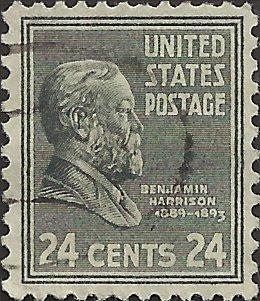 UNITED
STATES
POSTAGE
BENJAMIN
HARRISON
1889-1893
24 CENTS 24